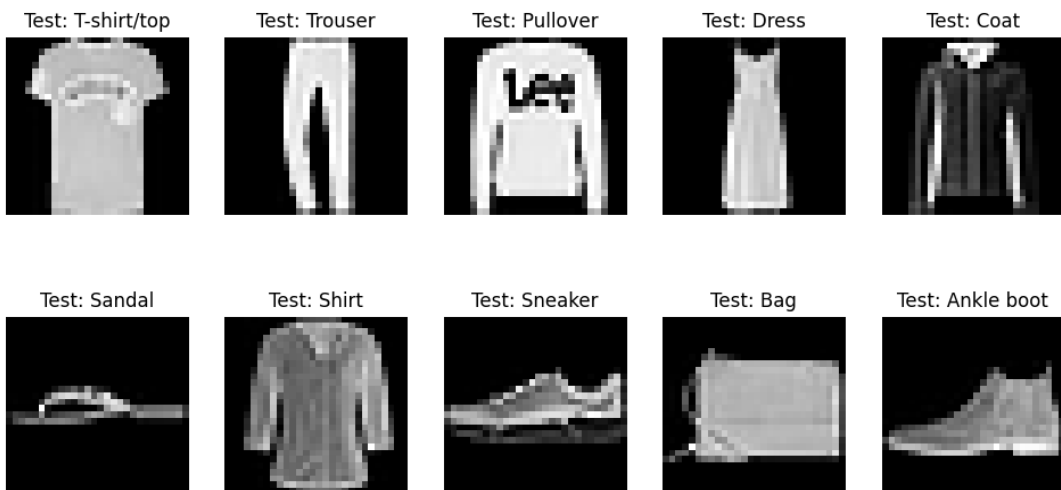 Test: T-shirt/top
Test: Trouser
Test: Pullover
Test: Dress
Test: Coat
Lee
Test: Sandal
Test: Shirt
Test: Sneaker
Test: Bag
Test: Ankle boot